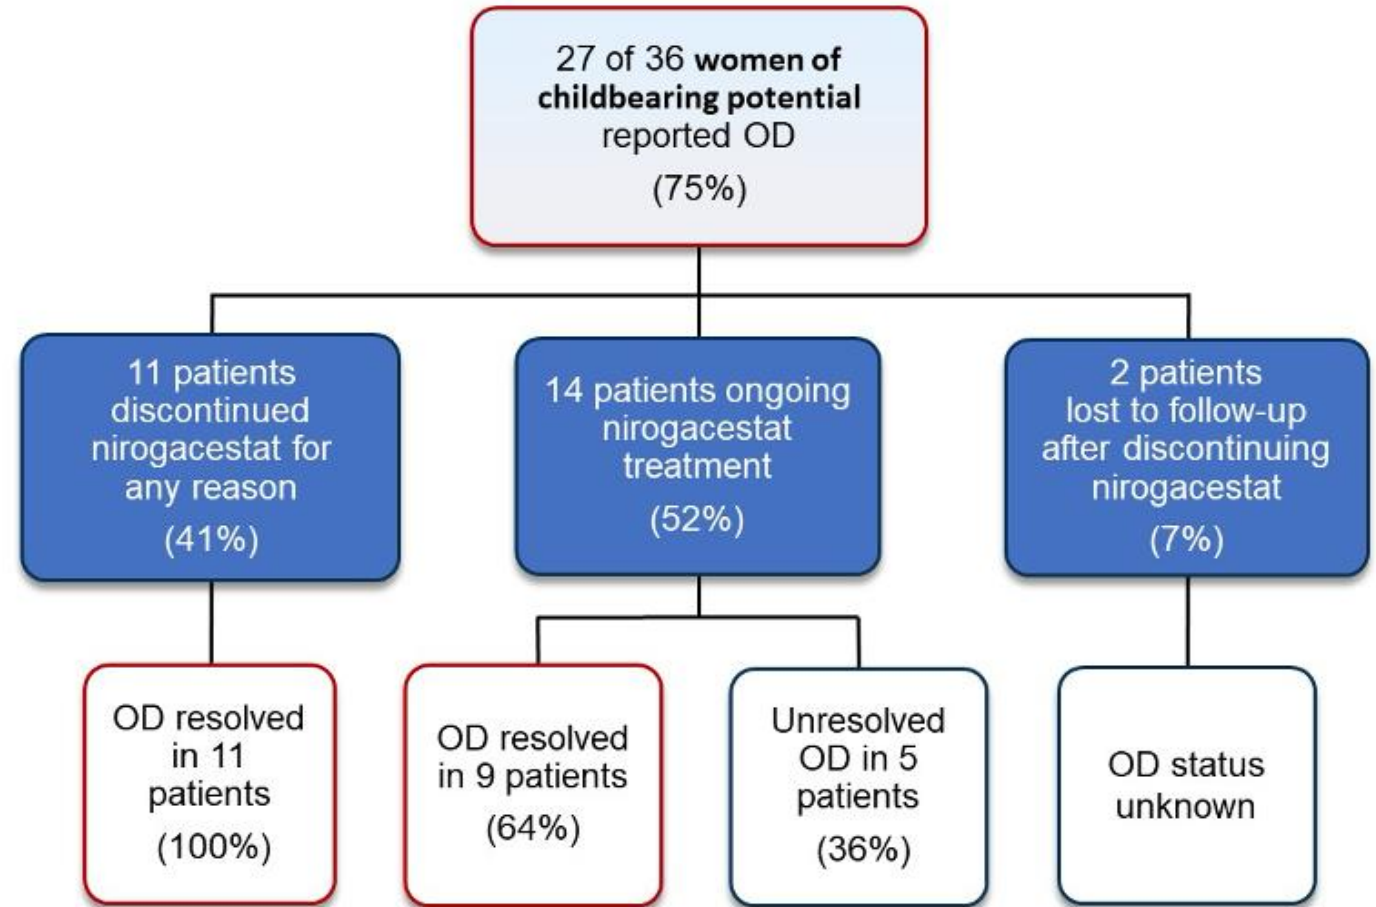 27 of 36 women of
childbearing potential
reported OD
(75%)
11 patients
discontinued
nirogacestat for
any reason
(41%)
14 patients ongoing
nirogacestat
treatment
(52%)
2 patients
lost to follow-up
after discontinuing
nirogacestat
(7%)
OD resolved
in 11
patients
(100%)
OD resolved
in 9 patients
(64%)
Unresolved
OD in 5
patients
(36%)
OD status
unknown